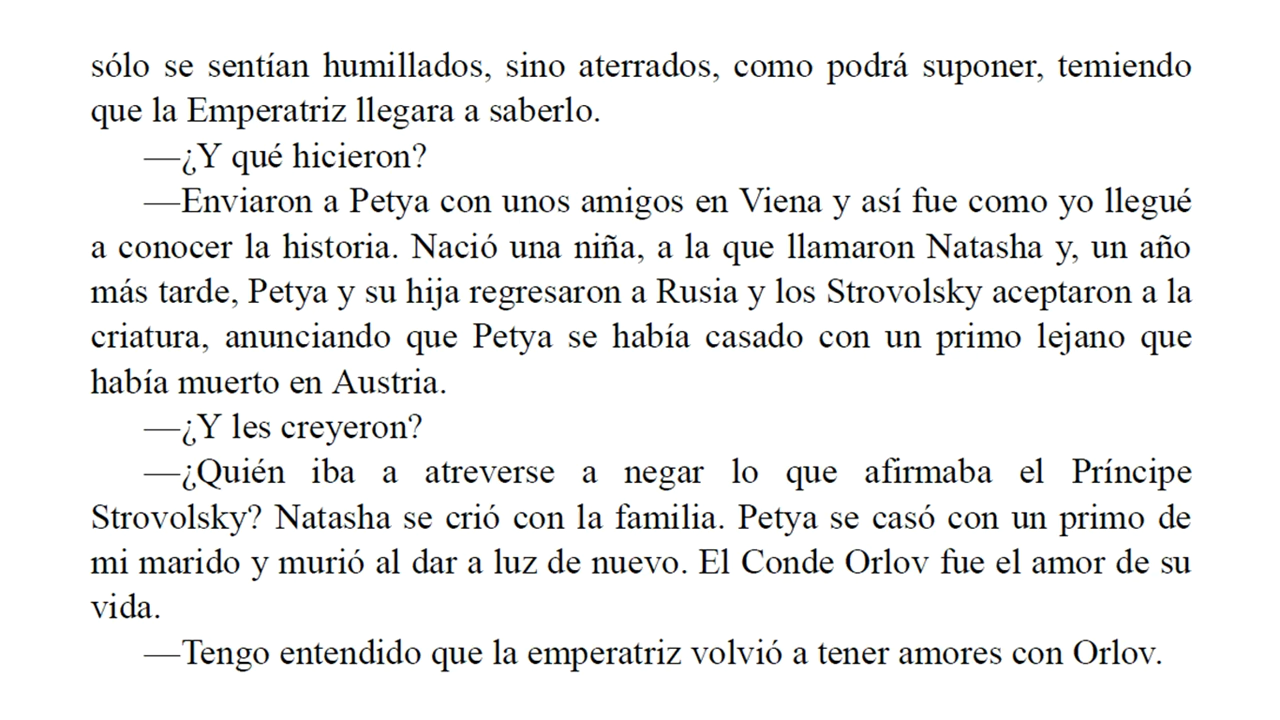 sólo se sentían humillados, sino aterrados, como podrá suponer, temiendo
que la Emperatriz llegara a saberlo.
—¿Y qué hicieron?
—Enviaron a Petya con unos amigos en Viena y así fue como yo llegué
a conocer la historia. Nació una niña, a la que llamaron Natasha y, un año
más tarde, Petya y su hija regresaron a Rusia y los Strovolsky aceptaron a la
criatura, anunciando que Petya se había casado con un primo lejano que
había muerto en Austria.
—¿Y les creyeron?
—¿Quién iba a atreverse a negar lo que afirmaba el Príncipe
Strovolsky? Natasha se crió con la familia. Petya se casó con un primo de
mi marido y murió al dar a luz de nuevo. El Conde Orlov fue el amor de su
vida.
—Tengo entendido que la emperatriz volvió a tener amores con Orlov.